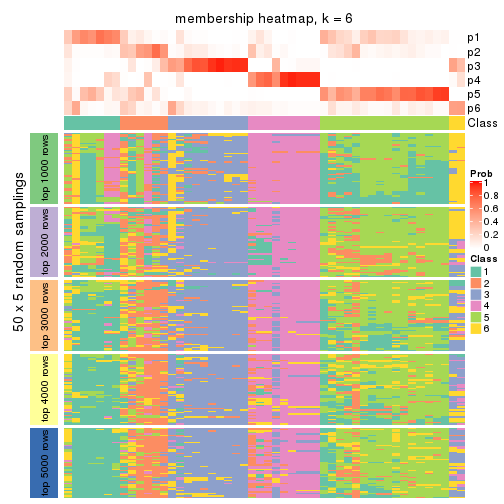 membership heatmap, k = 6
p1
p2
p3
p4
p5
p6
Class
50 x 5 random samplings
top 1000 rows
top 2000 rows
top 3000 rows
top 4000 rows
top 5000 rows
Prob
1
0.8
0.6
0.4
0.2
0
Class
1
2
3
4
5
6